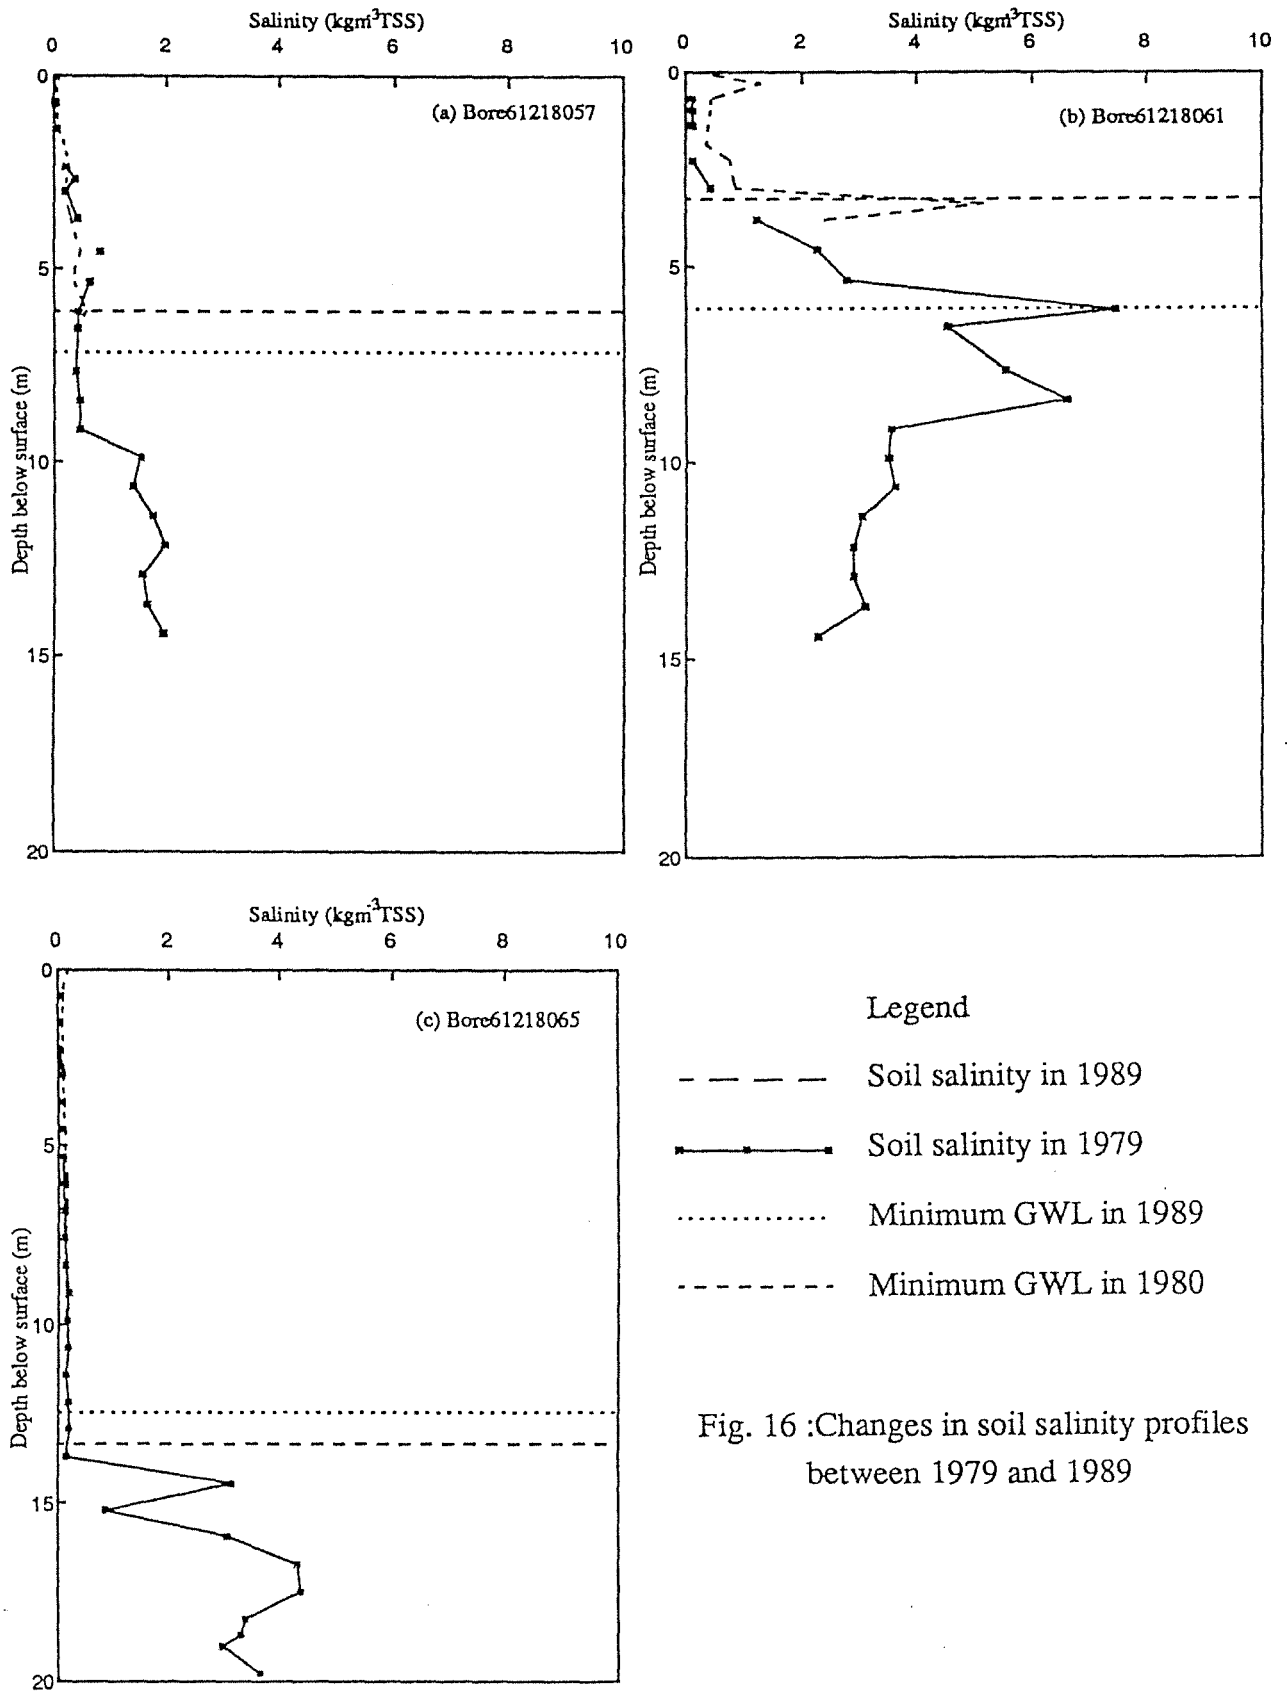 Salinity (kgm³TSS)
0 2 4 6 8 10
0
5
10
15
20
Depth below surface (m)
(a) Bore61218057
Salinity (kgm³TSS)
0 2 4 6 8 10
0
5
10
15
20
Depth below surface (m)
(b) Bore61218061
Salinity (kgm⁻³TSS)
0 2 4 6 8 10
0
5
10
15
20
Depth below surface (m)
(c) Bore61218065
Legend
Soil salinity in 1989
Soil salinity in 1979
Minimum GWL in 1989
Minimum GWL in 1980
Fig. 16 :Changes in soil salinity profiles
between 1979 and 1989